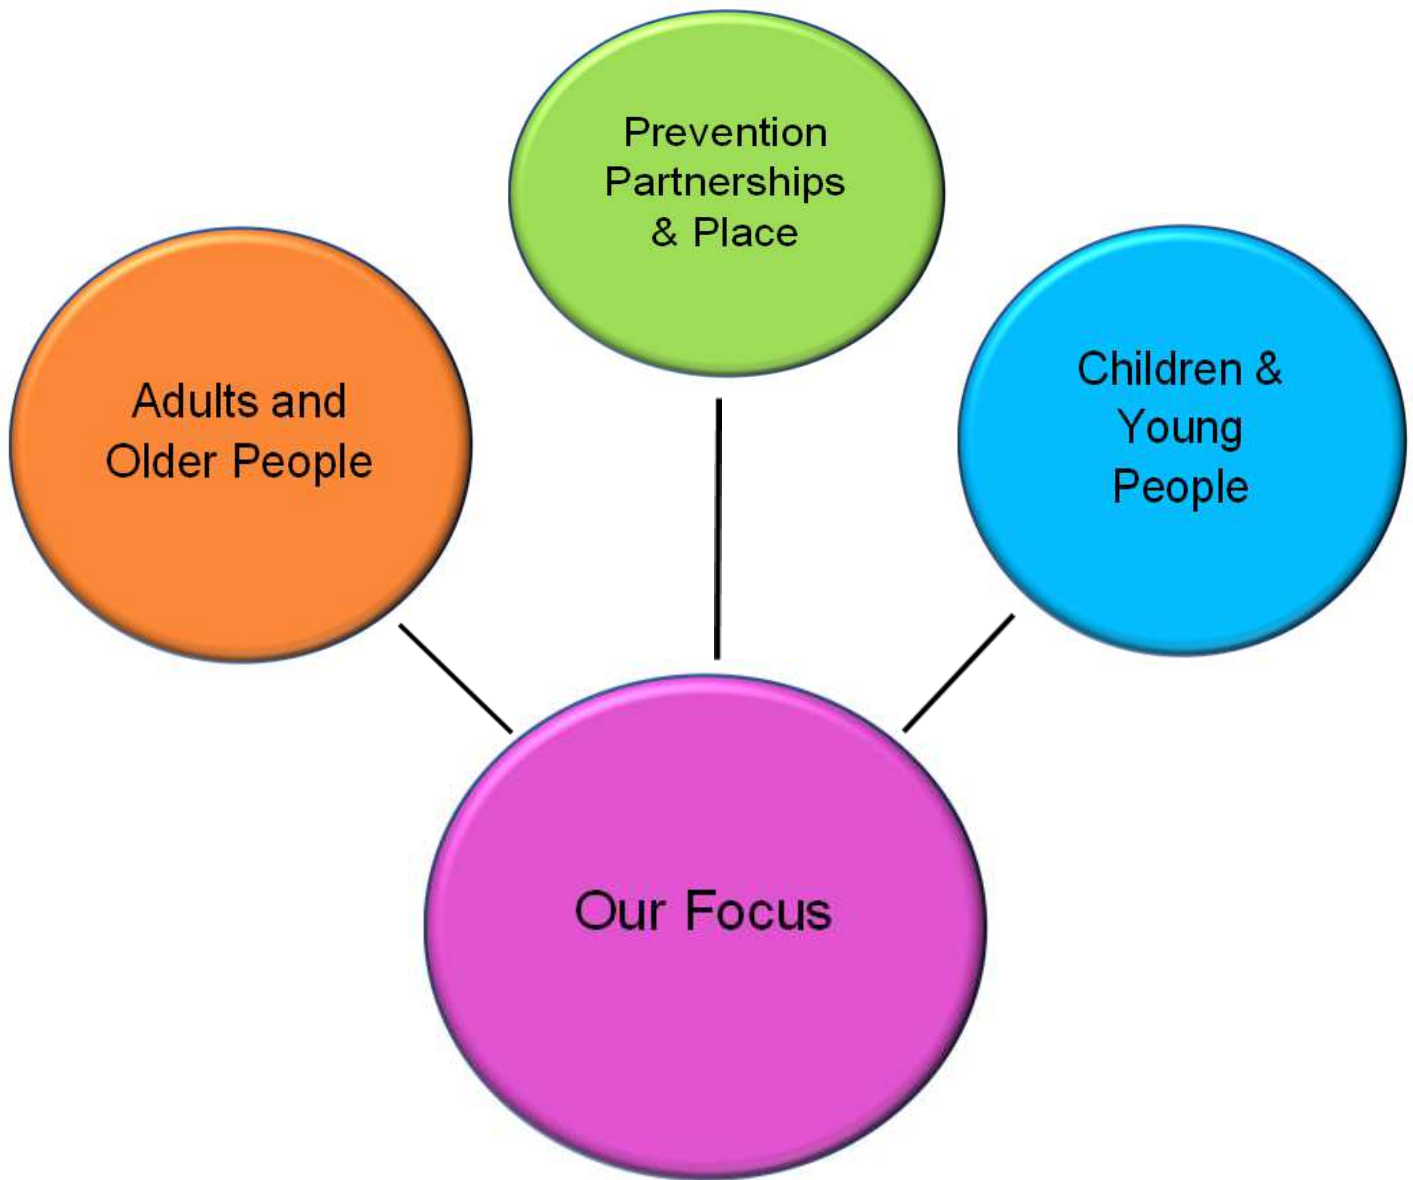 Prevention
Partnerships
& Place
Adults and
Older People
Children &
Young
People
Our Focus